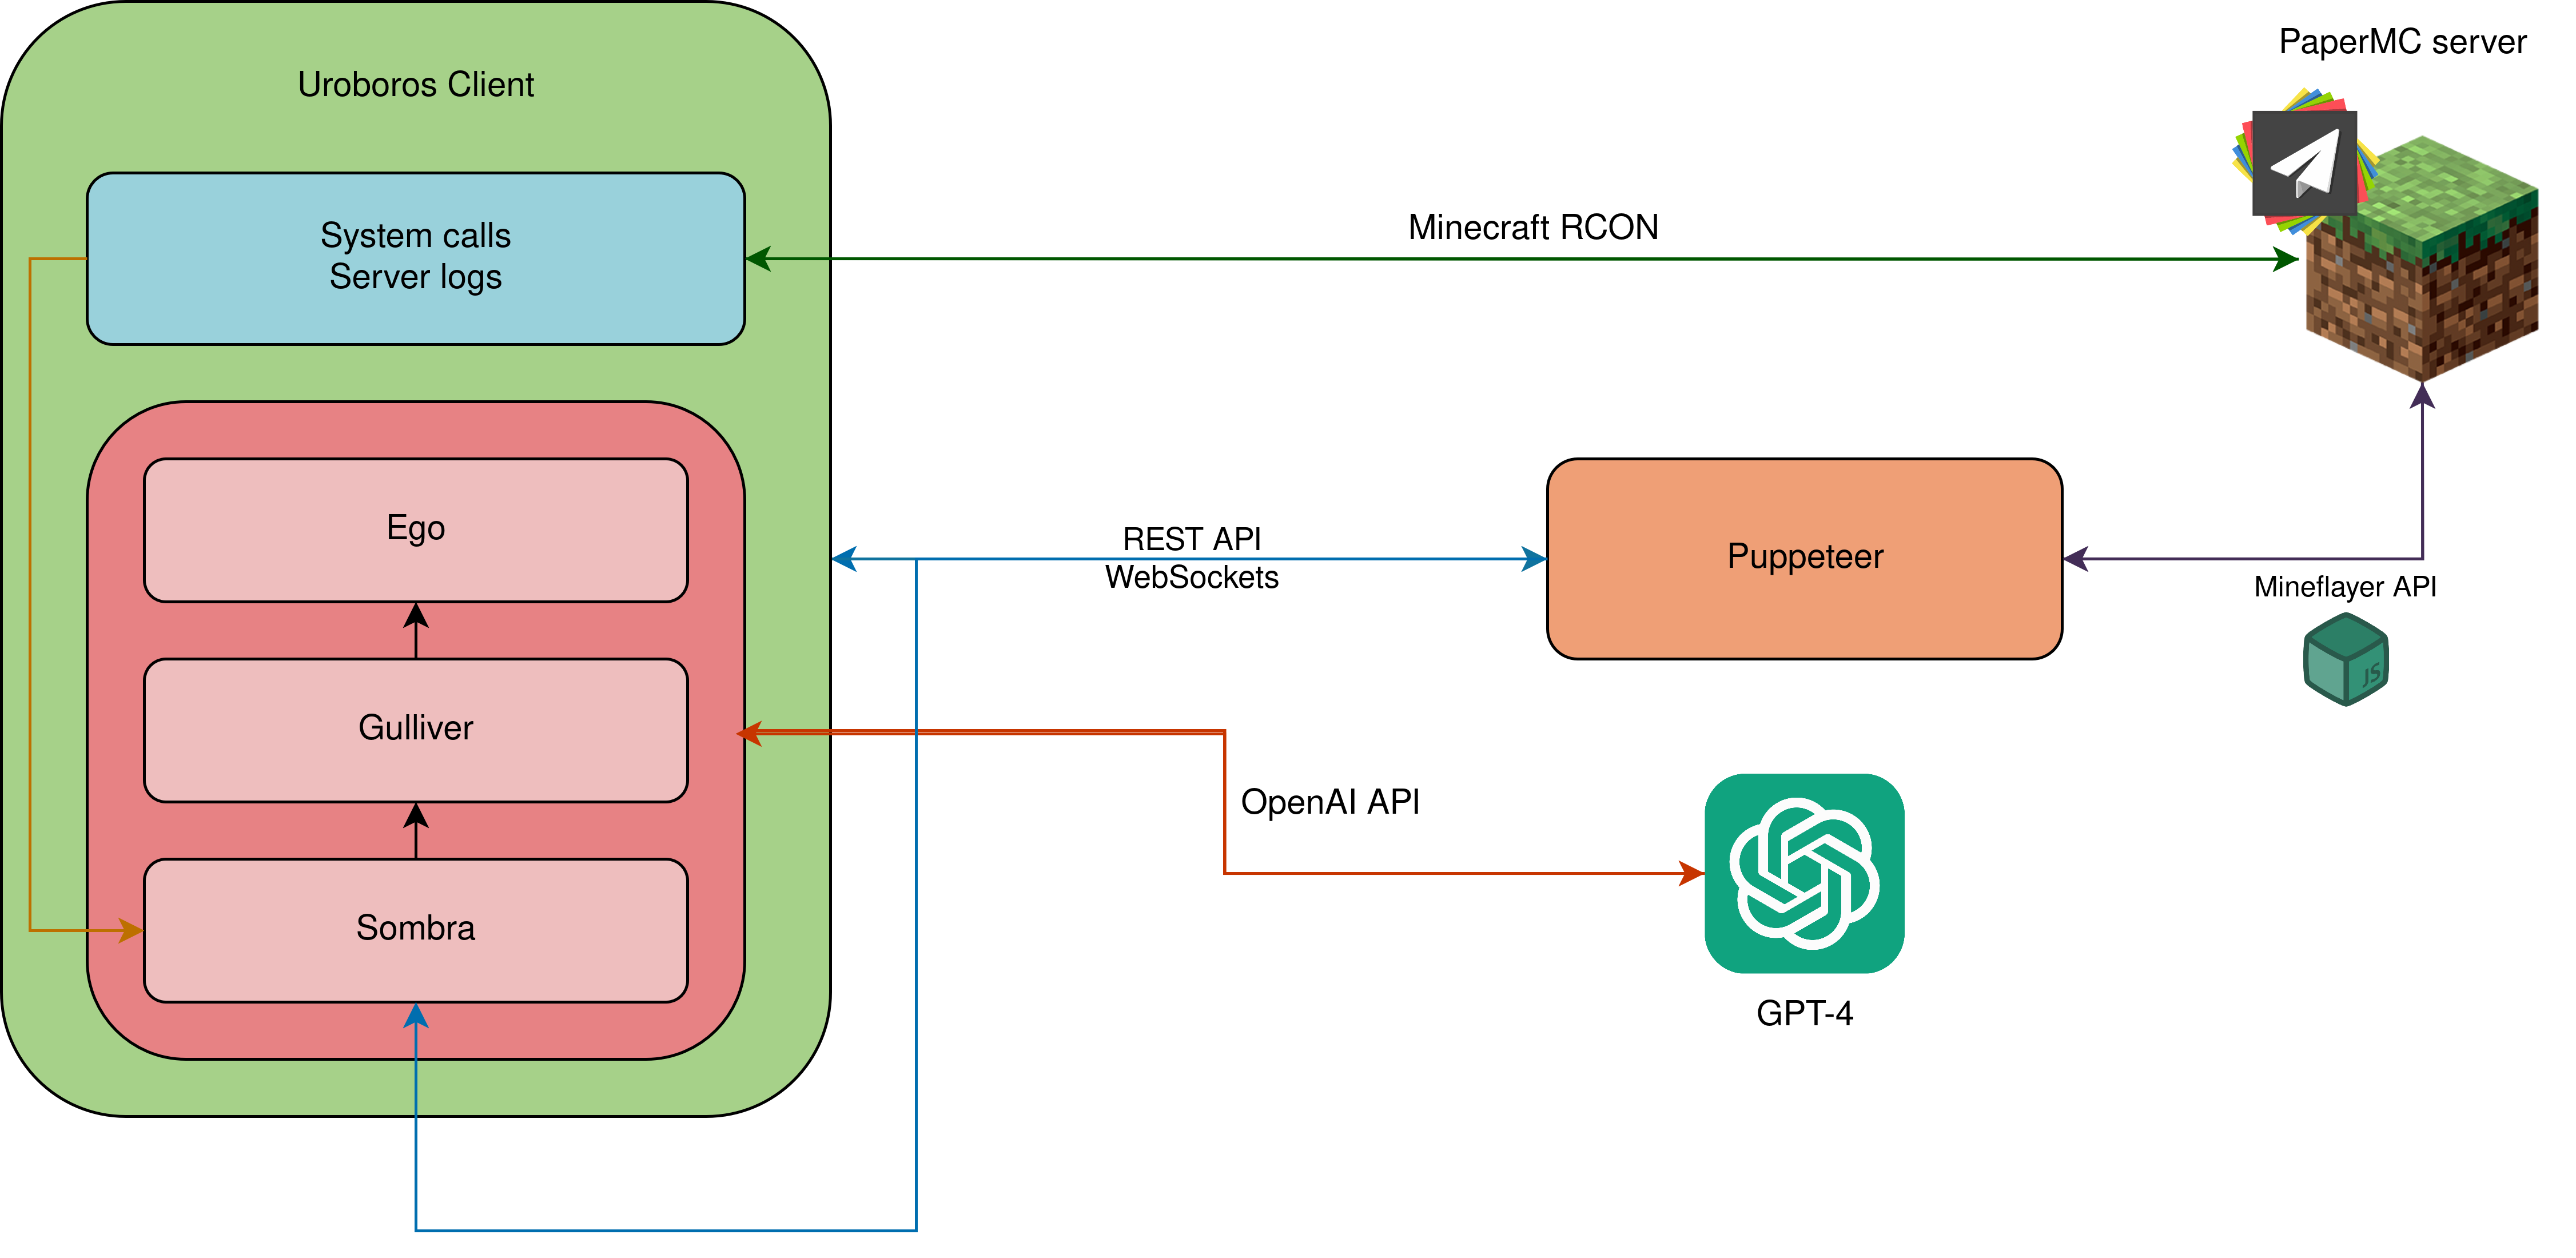 PaperMC server
Uroboros Client
System calls
Server logs
Minecraft RCON
Ego
REST API
WebSockets
Puppeteer
Mineflayer API
JS
Gulliver
OpenAI API
Sombra
GPT-4